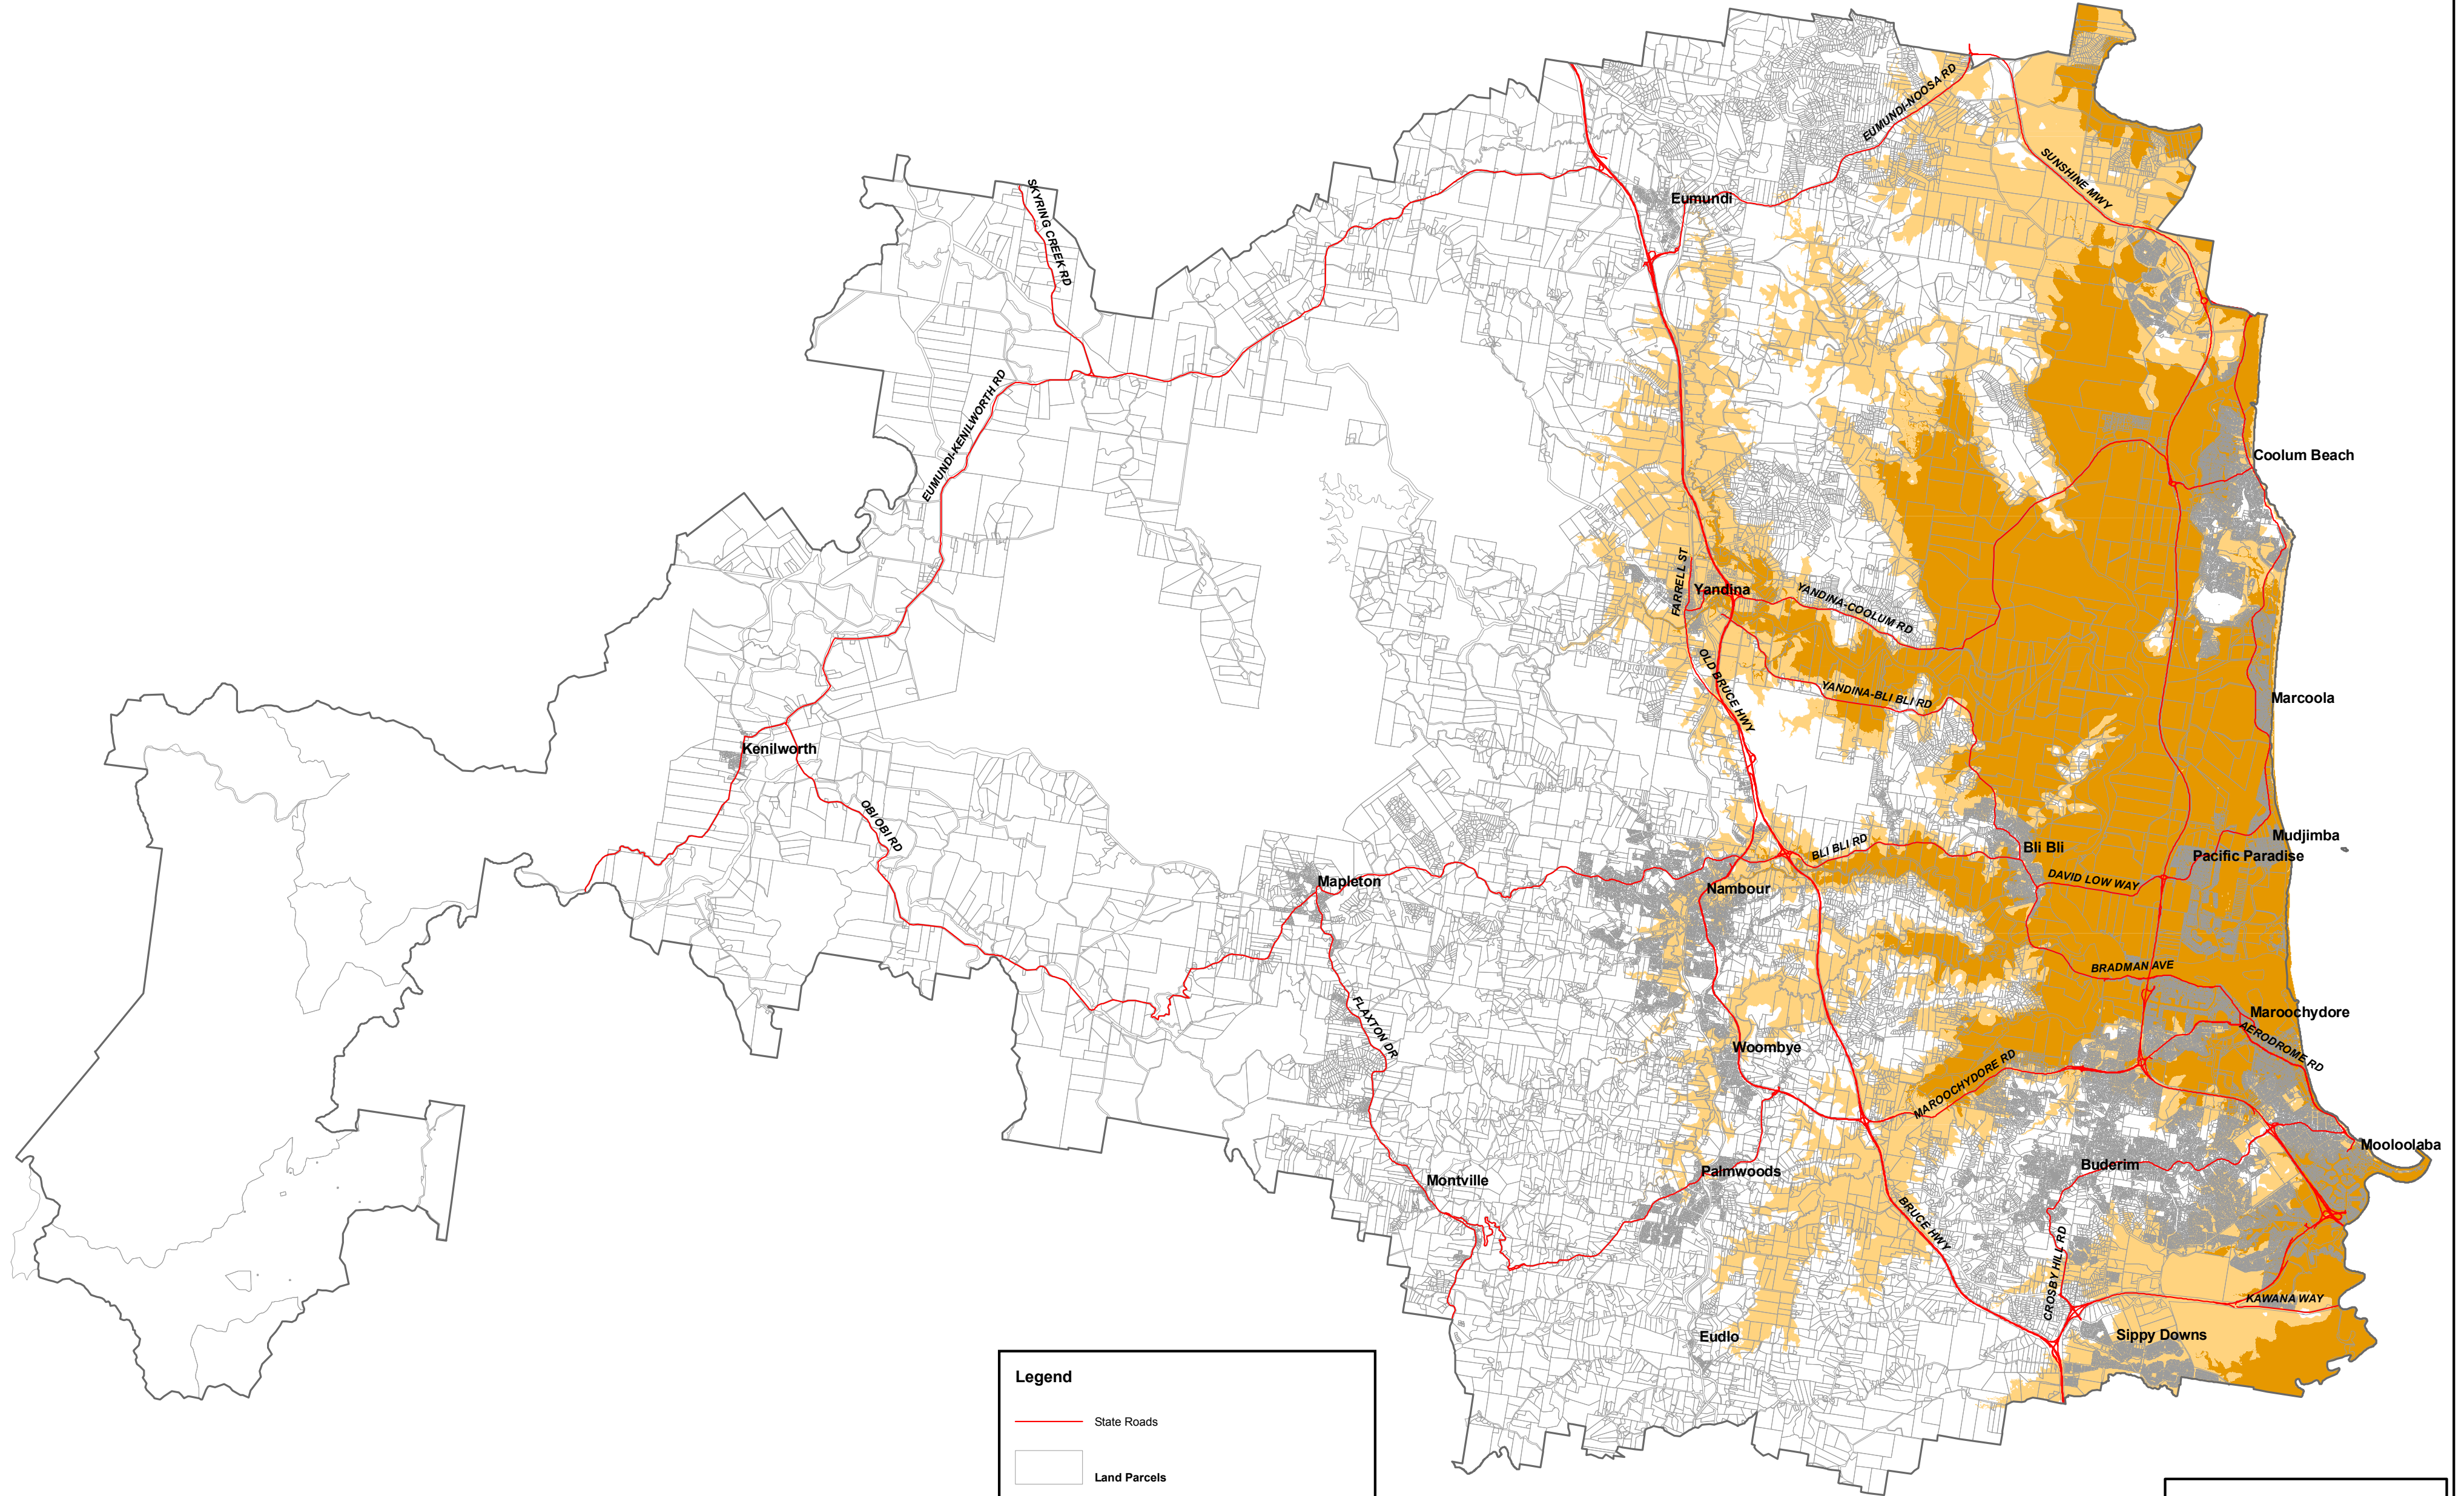 EUMUNDI-NOOSA RD
SUNSHINE MWY
SKYRING CREEK RD
Eumundi
EUMUNDI-KENILWORTH RD
Coolum Beach
FARRELL ST
Yandina
YANDINA-COOLUM RD
OLD BRUCE HWY
YANDINA-BLI BLI RD
Marcoola
Kenilworth
OBI OBI RD
Mudjimba
BLI BLI RD
Bli Bli
Pacific Paradise
Mapleton
Nambour
DAVID LOW WAY
BRADMAN AVE
FLAXTON DR
Maroochydore
AERODROME RD
Woombye
MAROOCHYDORE RD
Mooloolaba
Buderim
Palmwoods
Montville
BRUCE HWY
CROSBY HILL RD
KAWANA WAY
Sippy Downs
Eudlo
Legend
State Roads
Land Parcels